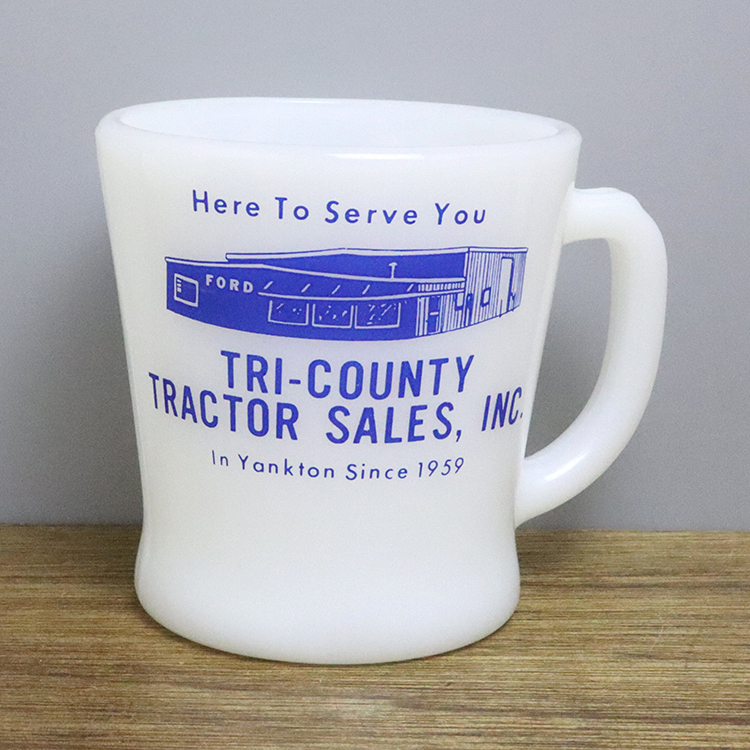 Here To Serve You
FORD
TRI-COUNTY
TRACTOR SALES, INC.
In Yankton Since 1959